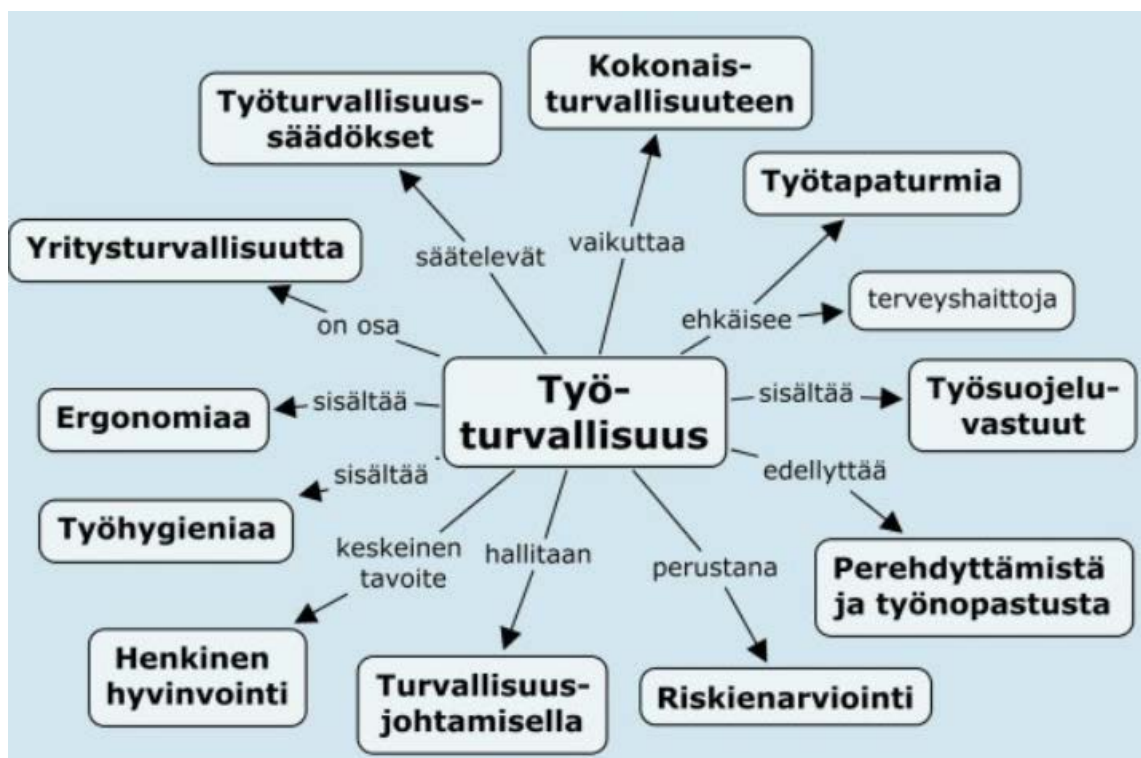 Kokonais-
turvallisuuteen
Työturvallisuus-
säädökset
Työtapaturmia
Yritysturvallisuutta
säätelevät
vaikuttaa
terveyshaittoja
on osa
ehkäisee
Työ-
turvallisuus
Ergonomiaa
sisältää
sisältää
Työsuojelu-
vastuut
sisältää
edellyttää
Työhygieniaa
keskeinen
tavoite
hallitaan
perustana
Perehdyttämistä
ja työnopastusta
Henkinen
hyvinvointi
Turvallisuus-
johtamisella
Riskienarviointi